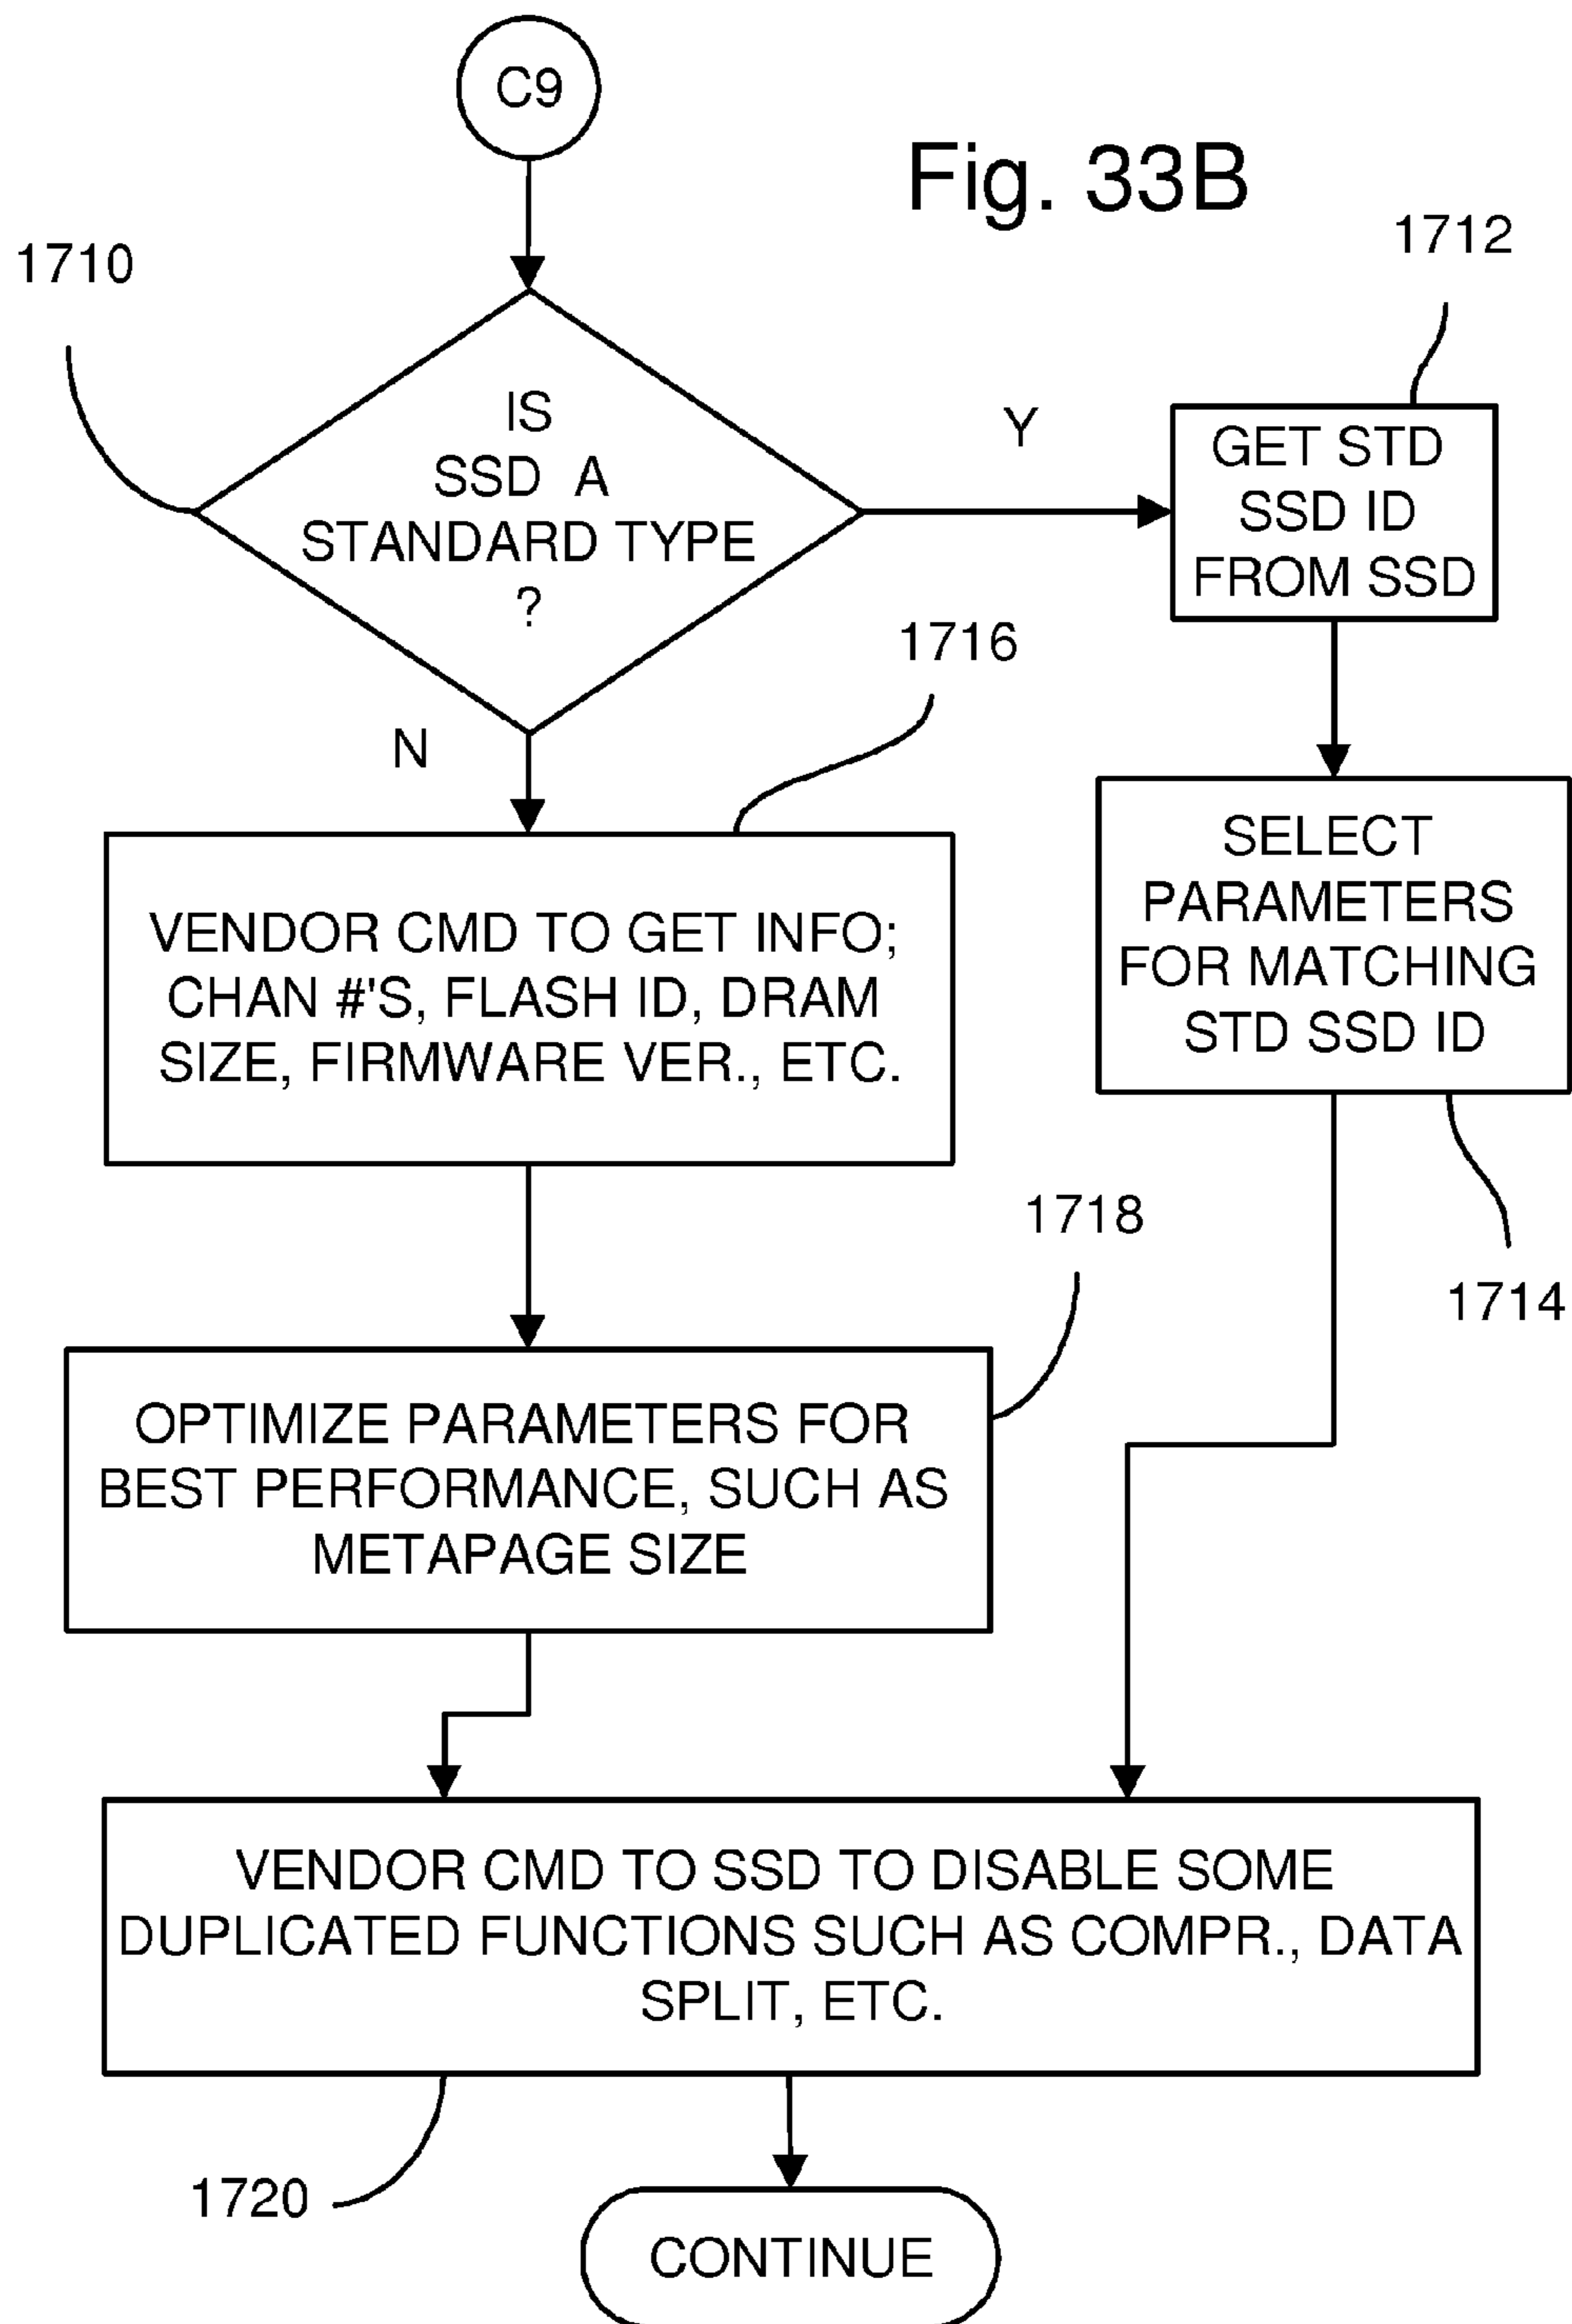 C9
Fig. 33B
1710
1712
IS
SSD A
STANDARD TYPE
?
Y
GET STD
SSD ID
FROM SSD
1716
N
SELECT
PARAMETERS
FOR MATCHING
STD SSD ID
VENDOR CMD TO GET INFO;
CHAN #'S, FLASH ID, DRAM
SIZE, FIRMWARE VER., ETC.
1718
1714
OPTIMIZE PARAMETERS FOR
BEST PERFORMANCE, SUCH AS
METAPAGE SIZE
VENDOR CMD TO SSD TO DISABLE SOME
DUPLICATED FUNCTIONS SUCH AS COMPR., DATA
SPLIT, ETC.
1720
CONTINUE